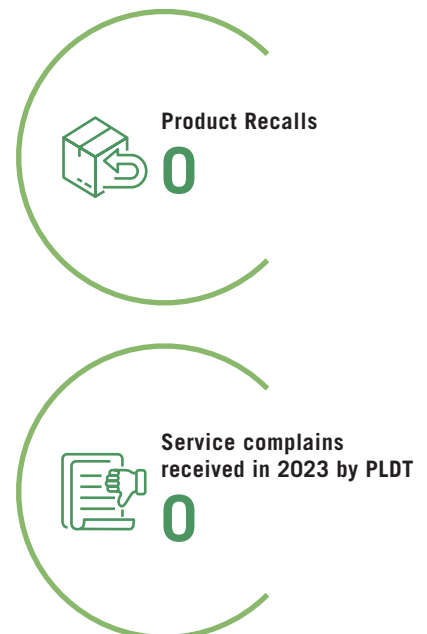 Product Recalls
0
Service complains
received in 2023 by PLDT
0